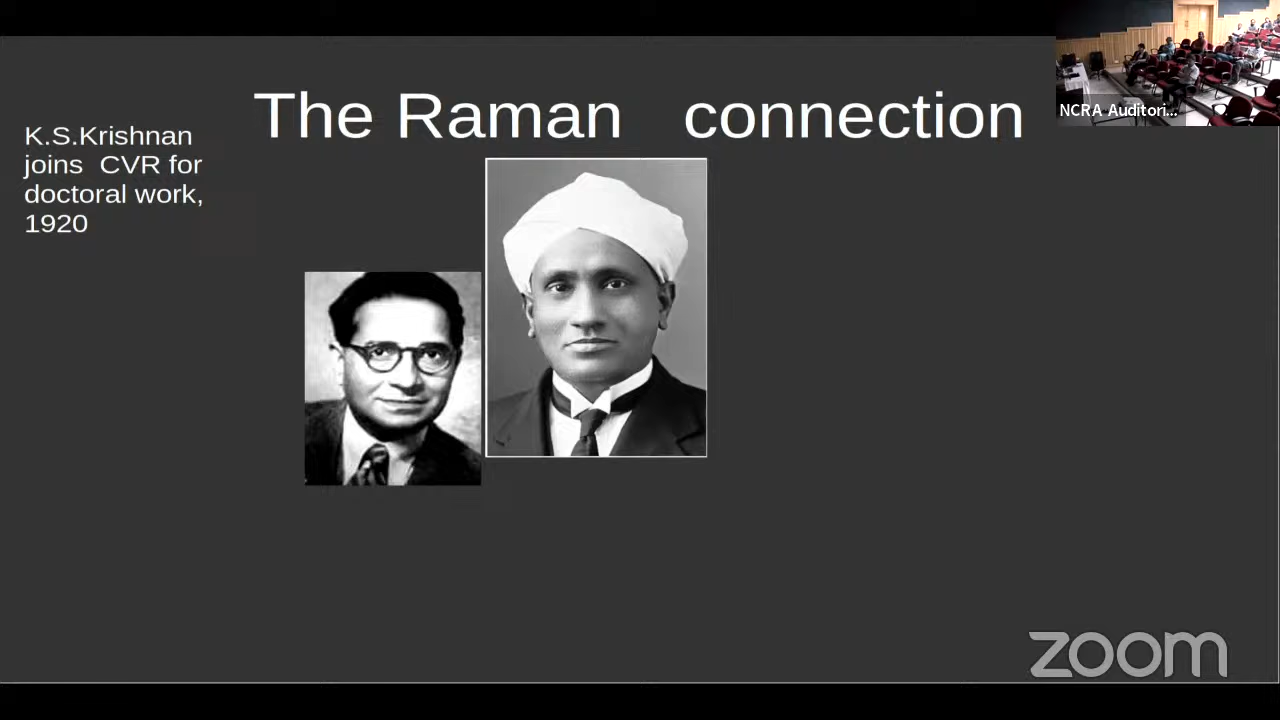 The Raman connection
K.S.Krishnan
joins CVR for
doctoral work,
1920
NCRA Auditori...
zoom